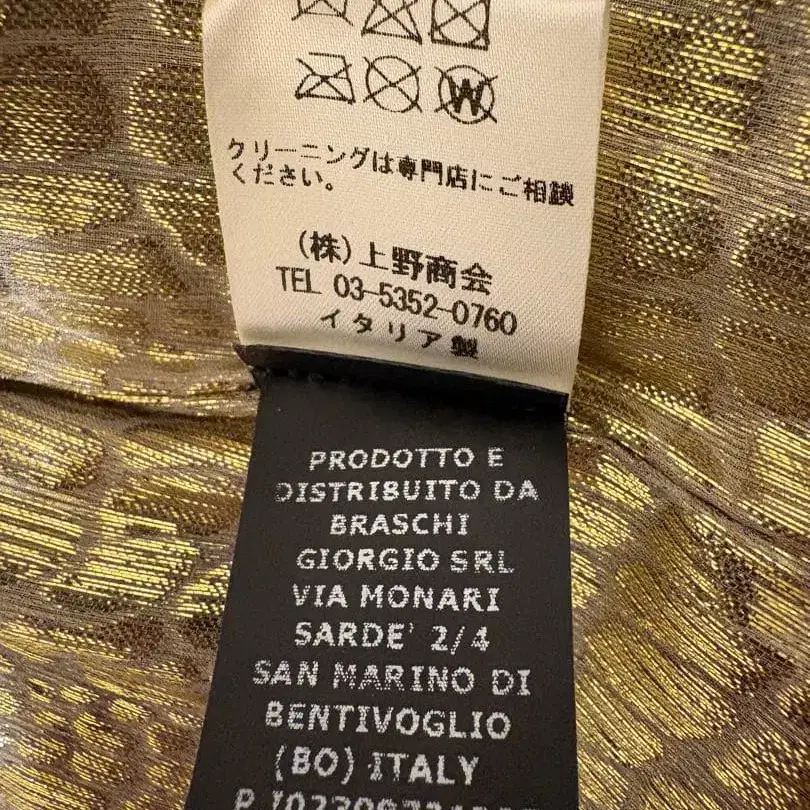 W
クリーニングは専門店にご相談
ください。
(株)上野商会
TEL 03-5352-0760
イタリア製
PRODOTTO E
DISTRIBUITO DA
BRASCHI
GIORGIO SRL
VIA MONARI
SARDE' 2/4
SAN MARINO DI
BENTIVOGLIO
(BO) ITALY